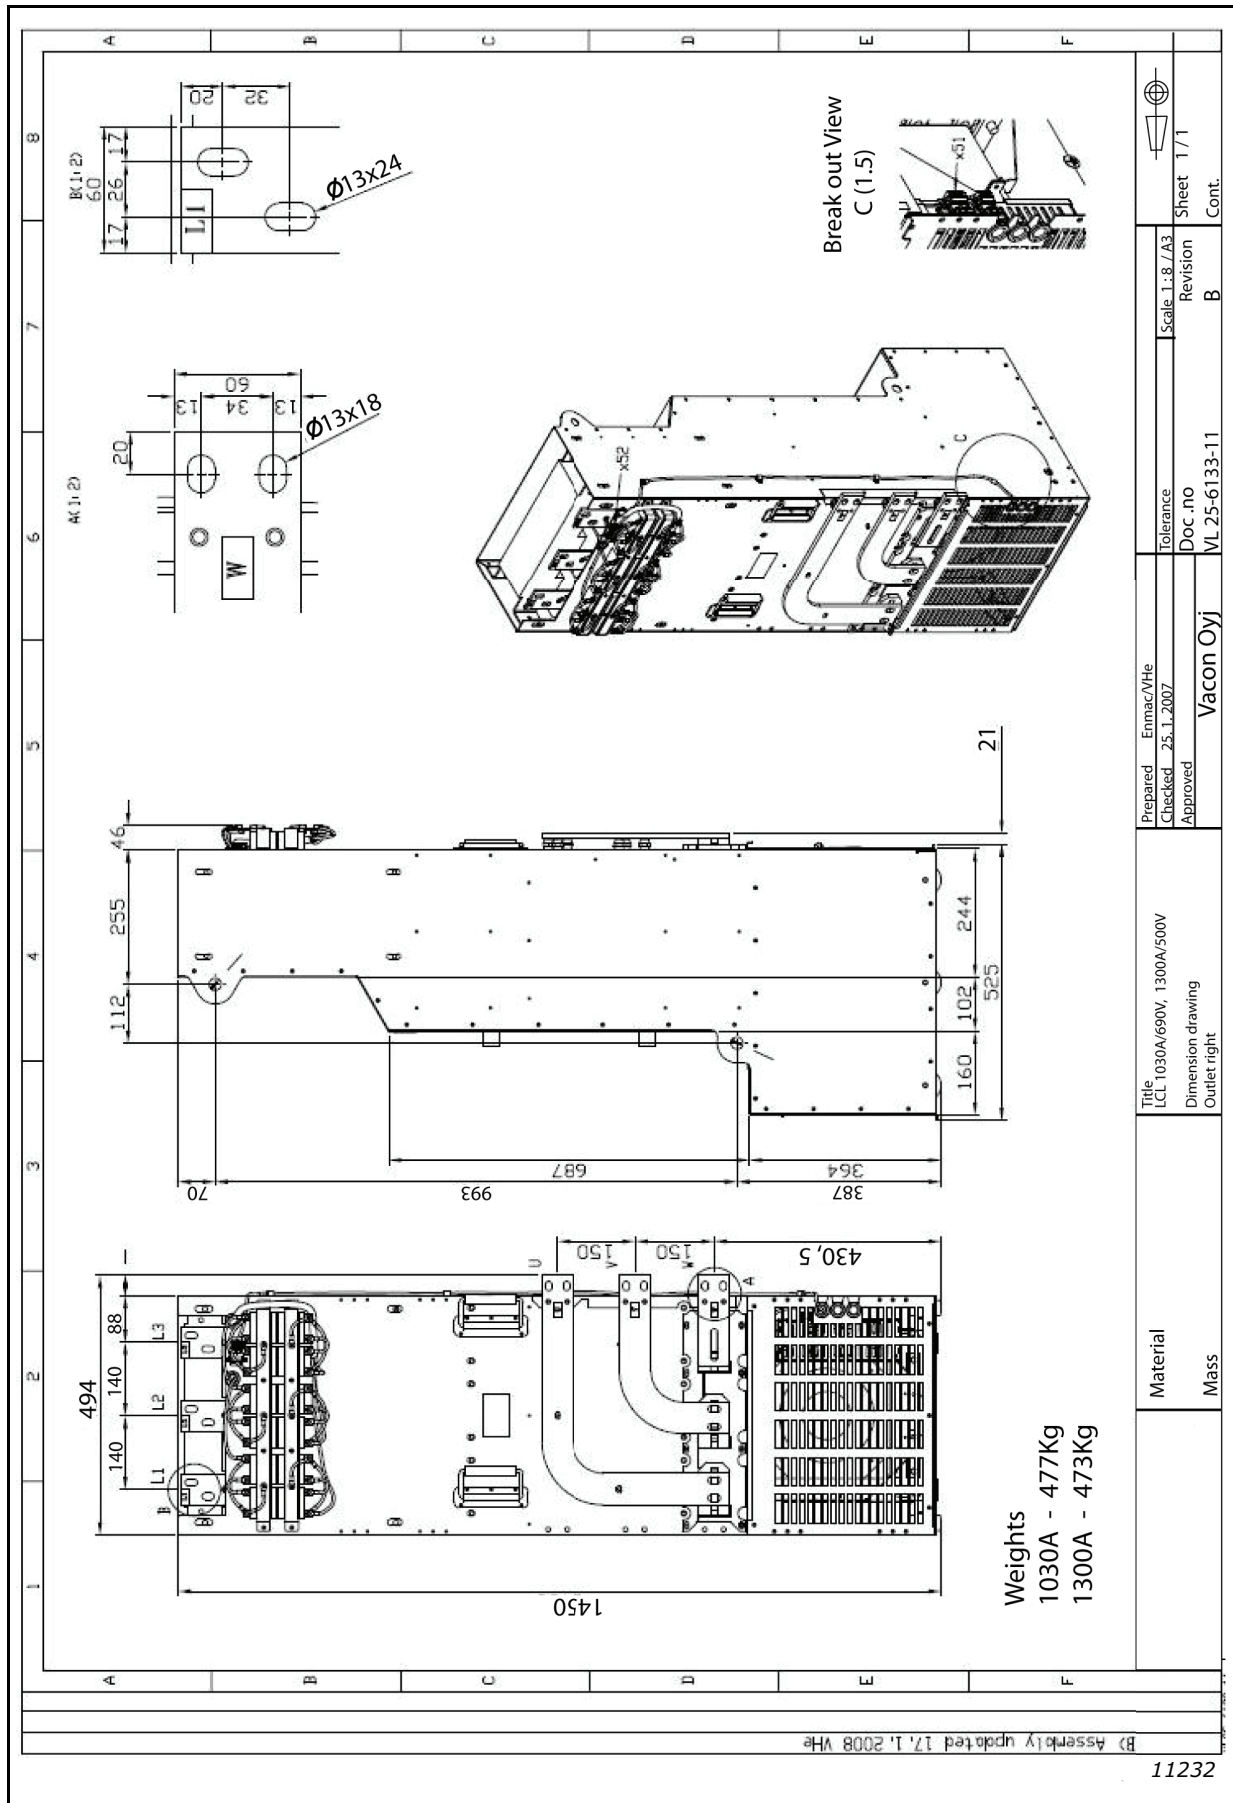 A
B
C
D
E
F
8
7
6
5
4
3
2
1
B(1:2)
60
17
26
17
20
32
L1
Ø13x24
Break out View
C (1.5)
x51
A(1:2)
20
13
34
13
60
W
Ø13x18
x52
C
46
255
112
21
244
102
160
525
70
993
387
687
364
494
88
140
140
L3
L2
L1
B
U
V
W
A
150
150
430,5
1450
Weights
1030A - 477Kg
1300A - 473Kg
Material
Mass
Title
LCL 1030A/690V, 1300A/500V
Dimension drawing
Outlet right
Prepared Enmac/VHe
Checked 25.1.2007
Approved
Vacon Oyj
Tolerance
Doc .no
VL 25-6133-11
Scale 1:8 / A3
Revision
B
Sheet 1/1
Cont.
A
B
C
D
E
F
B) Assembly updated 17.1.2008 VHe
11232